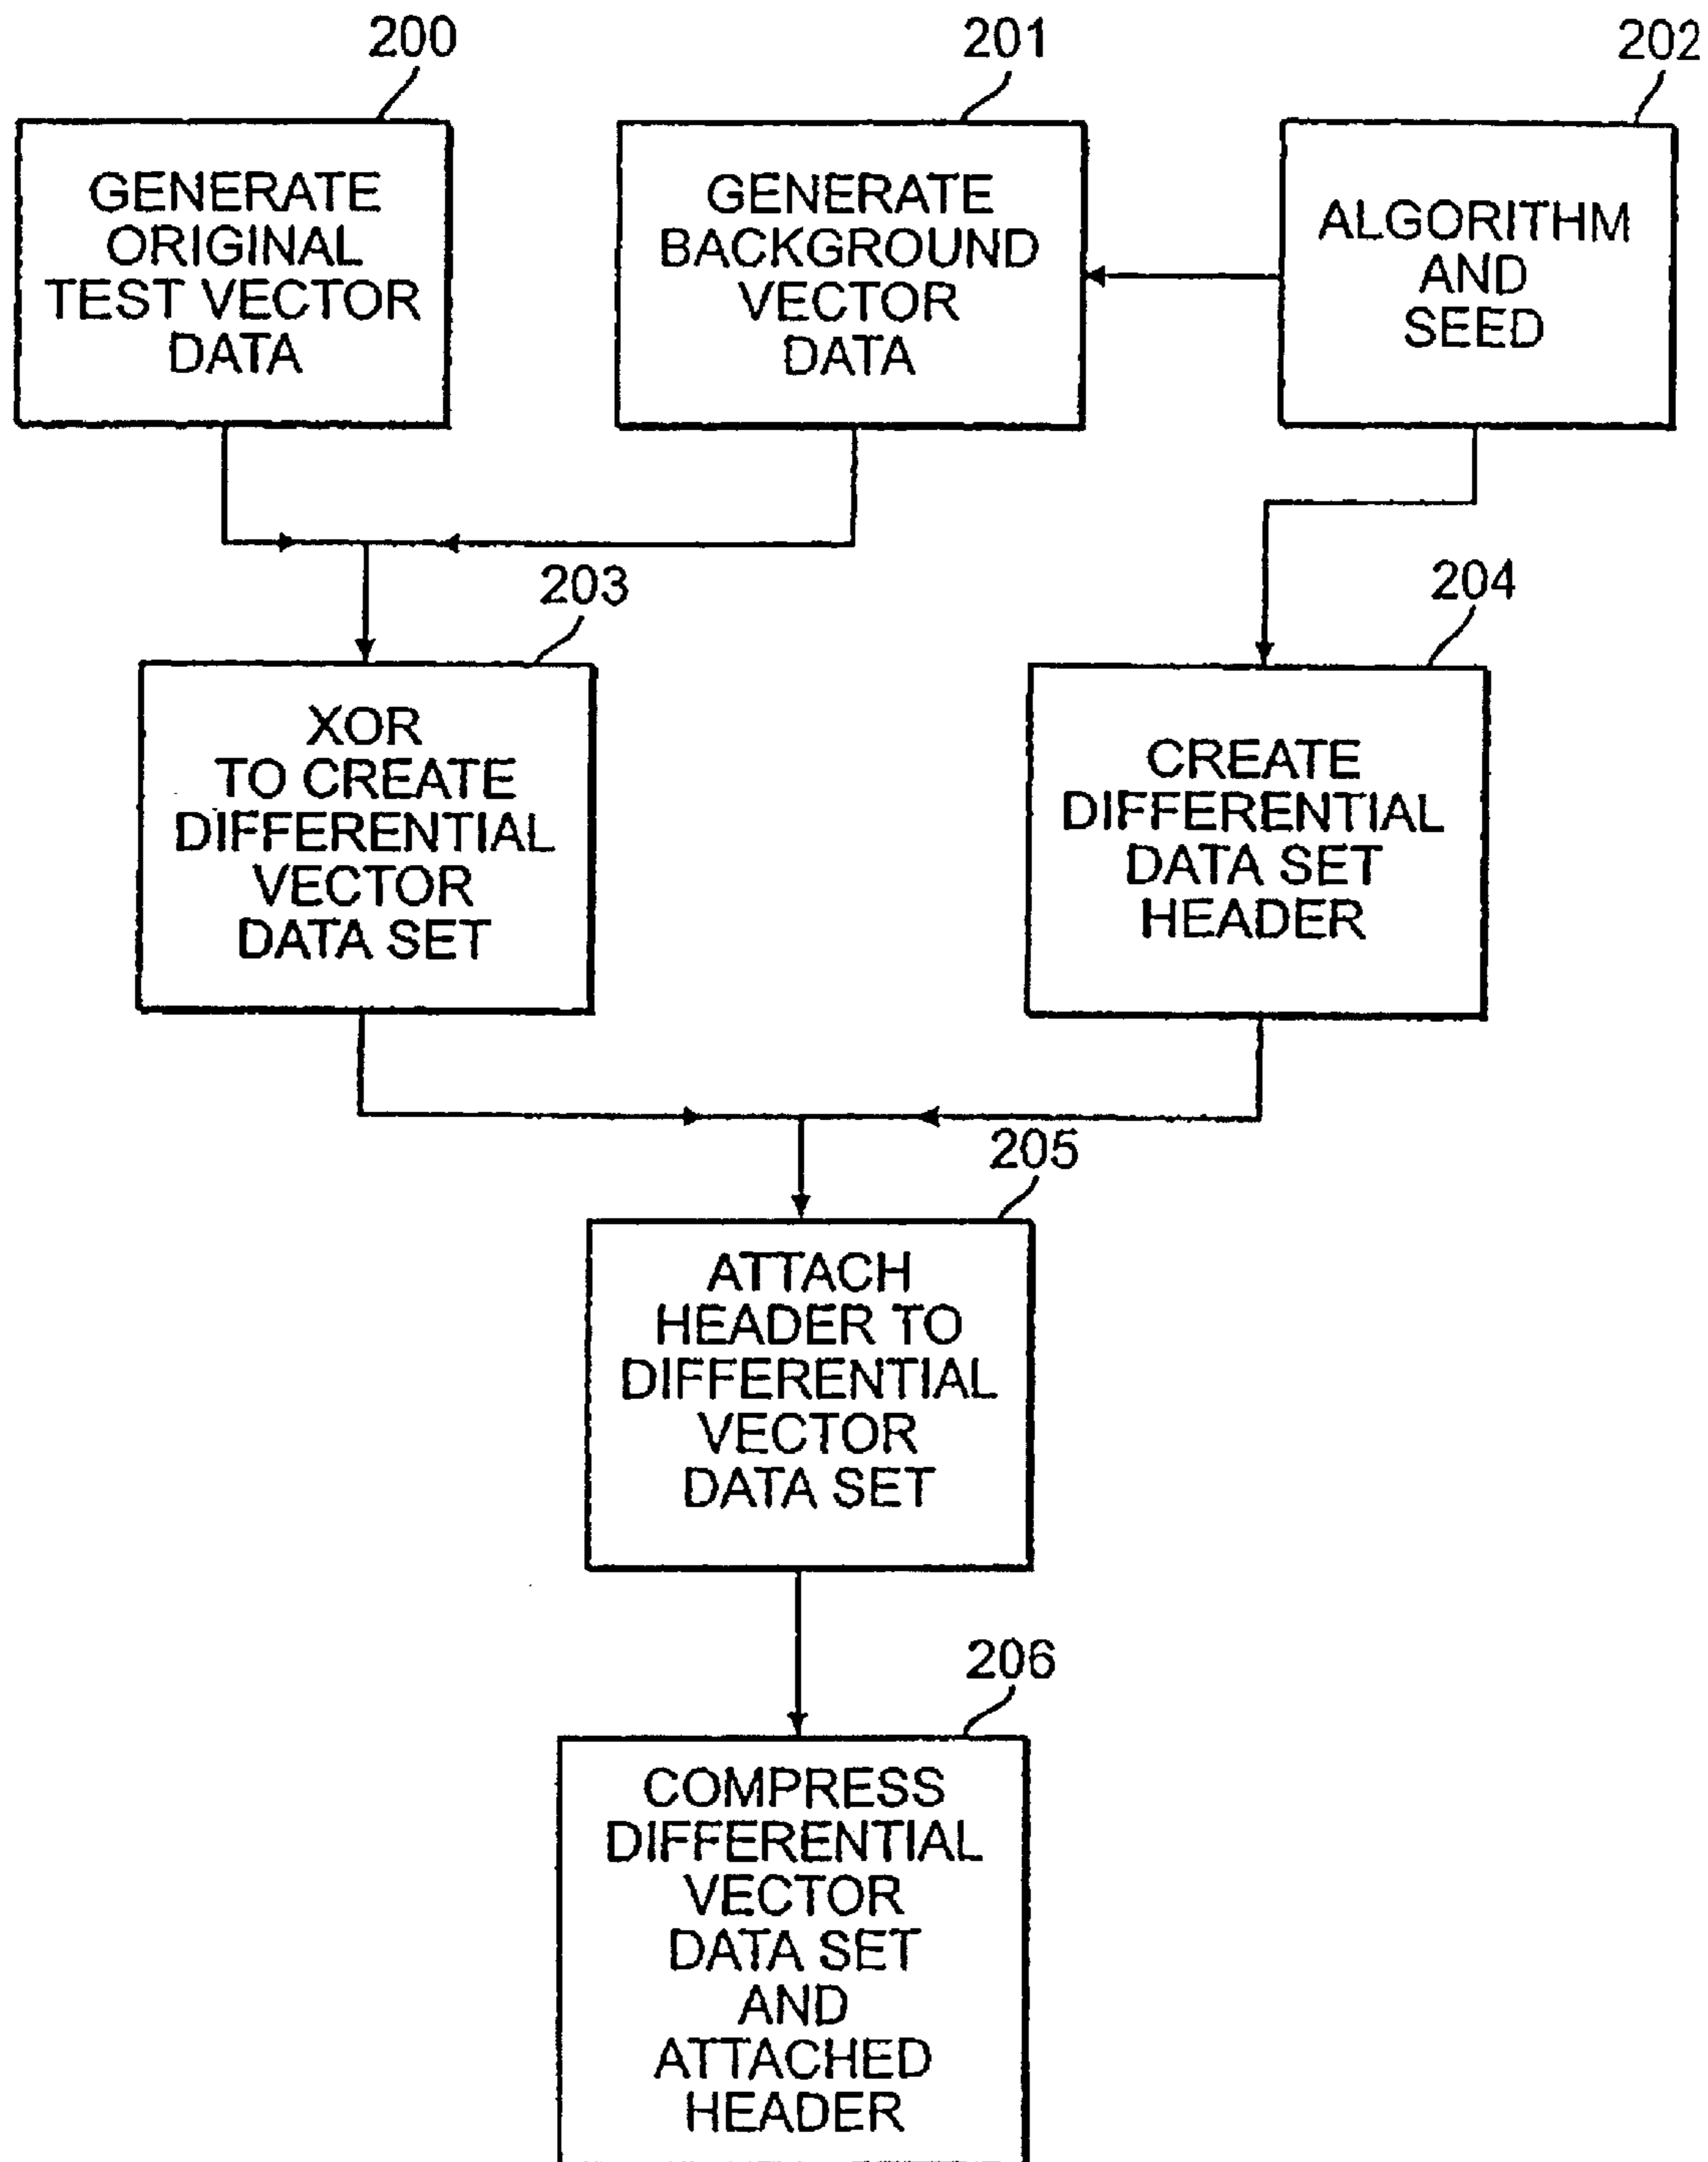 200
GENERATE
ORIGINAL
TEST VECTOR
DATA
201
GENERATE
BACKGROUND
VECTOR
DATA
202
ALGORITHM
AND
SEED
203
XOR
TO CREATE
DIFFERENTIAL
VECTOR
DATA SET
204
CREATE
DIFFERENTIAL
DATA SET
HEADER
205
ATTACH
HEADER TO
DIFFERENTIAL
VECTOR
DATA SET
206
COMPRESS
DIFFERENTIAL
VECTOR
DATA SET
AND
ATTACHED
HEADER